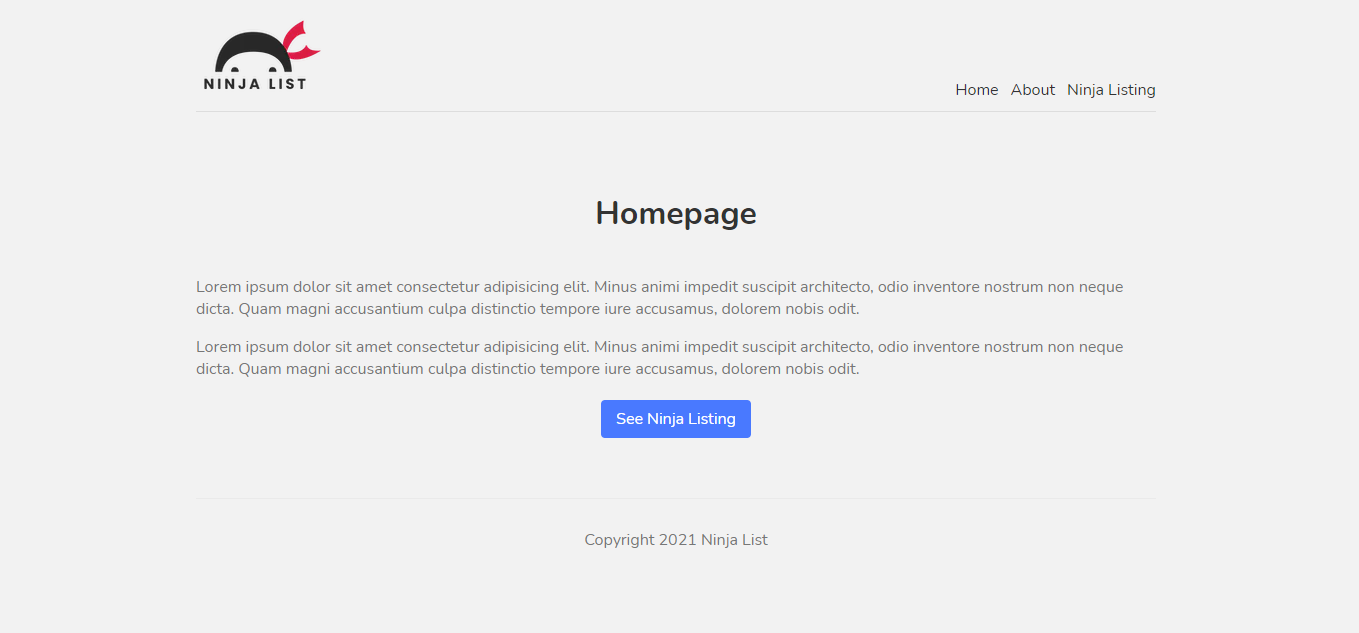 NINJA LIST
Home About Ninja Listing
Homepage
Lorem ipsum dolor sit amet consectetur adipisicing elit. Minus animi impedit suscipit architecto, odio inventore nostrum non neque
dicta. Quam magni accusantium culpa distinctio tempore iure accusamus, dolorem nobis odit.
Lorem ipsum dolor sit amet consectetur adipisicing elit. Minus animi impedit suscipit architecto, odio inventore nostrum non neque
dicta. Quam magni accusantium culpa distinctio tempore iure accusamus, dolorem nobis odit.
See Ninja Listing
Copyright 2021 Ninja List